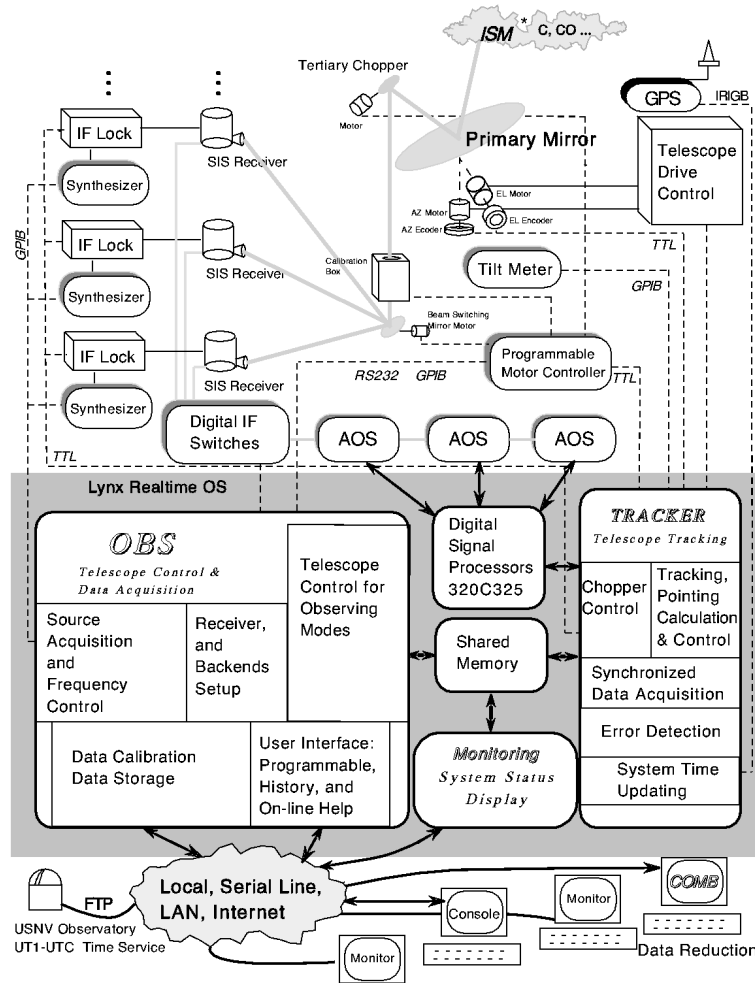 ISM * C, CO ...
Tertiary Chopper
Motor
Primary Mirror
GPS
IRIGB
Telescope
Drive
Control
IF Lock
SIS Receiver
Synthesizer
GPIB
EL Motor
AZ Motor
EL Encoder
AZ Ecoder
TTL
IF Lock
SIS Receiver
Synthesizer
Calibration
Box
Tilt Meter
GPIB
Beam Switching
Mirror Motor
IF Lock
SIS Receiver
Synthesizer
Programmable
Motor Controller
RS232 GPIB
TTL
Digital IF
Switches
AOS
AOS
AOS
TTL
Lynx Realtime OS
OBS
Telescope Control &
Data Acquisition
Telescope
Control for
Observing
Modes
Source
Acquisition
and
Frequency
Control
Receiver,
and
Backends
Setup
Data Calibration
Data Storage
User Interface:
Programmable,
History, and
On-line Help
Digital
Signal
Processors
320C325
Shared
Memory
Monitoring
System Status
Display
TRACKER
Telescope Tracking
Chopper
Control
Tracking,
Pointing
Calculation
& Control
Synchronized
Data Acquisition
Error Detection
System Time
Updating
Local, Serial Line,
LAN, Internet
FTP
USNV Observatory
UT1-UTC Time Service
Monitor
Console
Monitor
COMB
Data Reduction